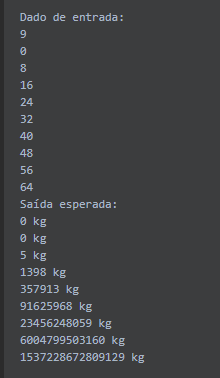 Dado de entrada:
9
0
8
16
24
32
40
48
56
64
Saída esperada:
0 kg
0 kg
5 kg
1398 kg
357913 kg
91625968 kg
23456248059 kg
6004799503160 kg
1537228672809129 kg